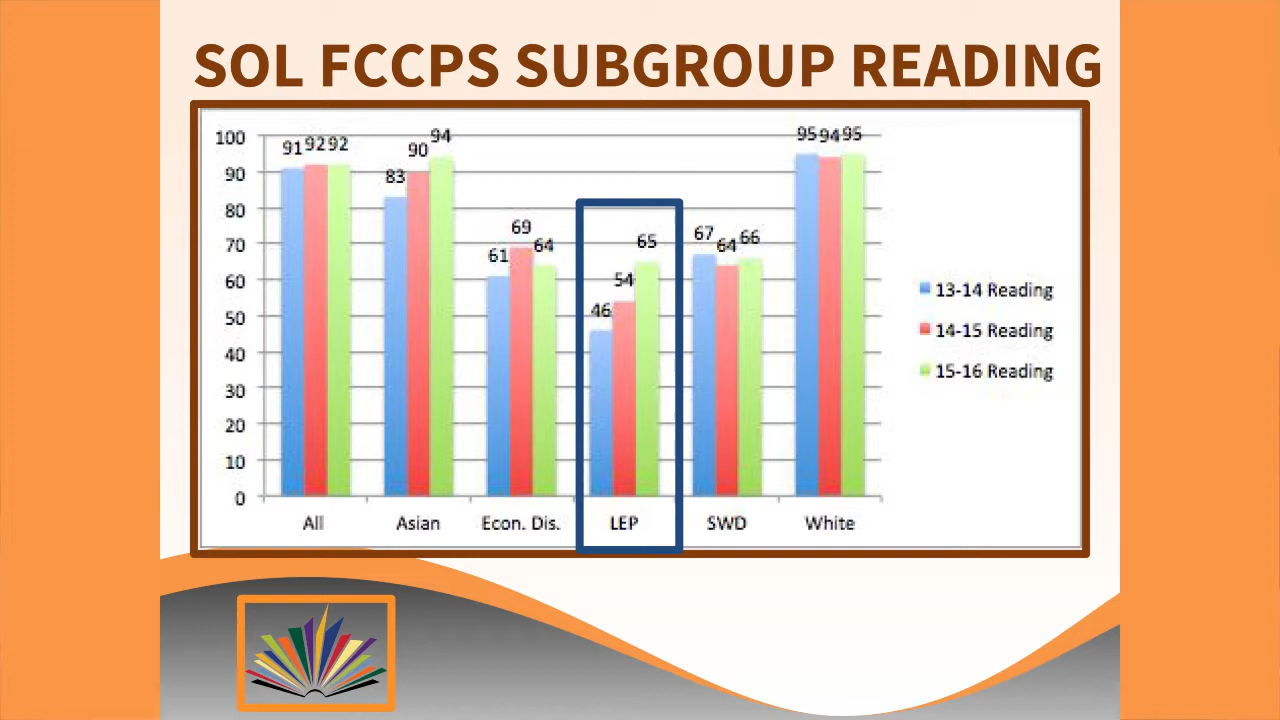 SOL FCCPS SUBGROUP READING
100
90
80
70
60
50
40
30
20
10
0
91 92 92
83 90 94
61 69 64
46 54 65
67 64 66
95 94 95
All Asian Econ. Dis. LEP SWD White
13-14 Reading
14-15 Reading
15-16 Reading